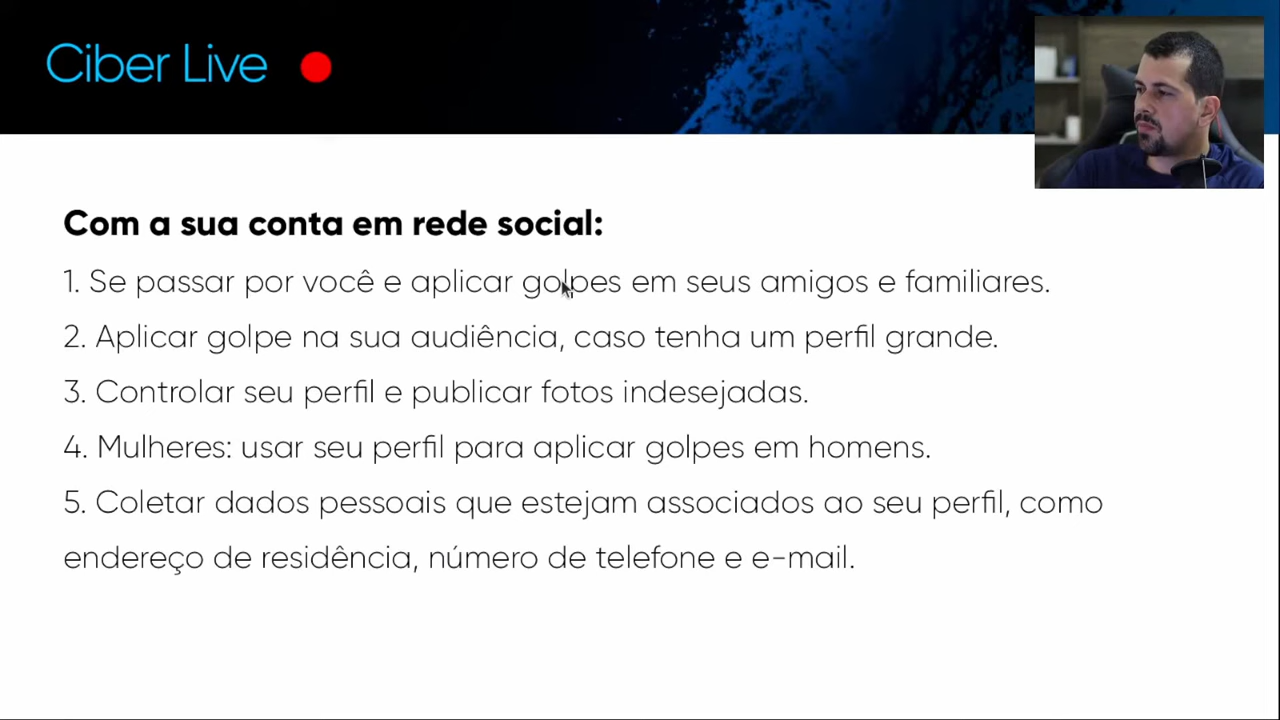 Ciber Live
Com a sua conta em rede social:
1. Se passar por você e aplicar golpes em seus amigos e familiares.
2. Aplicar golpe na sua audiência, caso tenha um perfil grande.
3. Controlar seu perfil e publicar fotos indesejadas.
4. Mulheres: usar seu perfil para aplicar golpes em homens.
5. Coletar dados pessoais que estejam associados ao seu perfil, como
endereço de residência, número de telefone e e-mail.